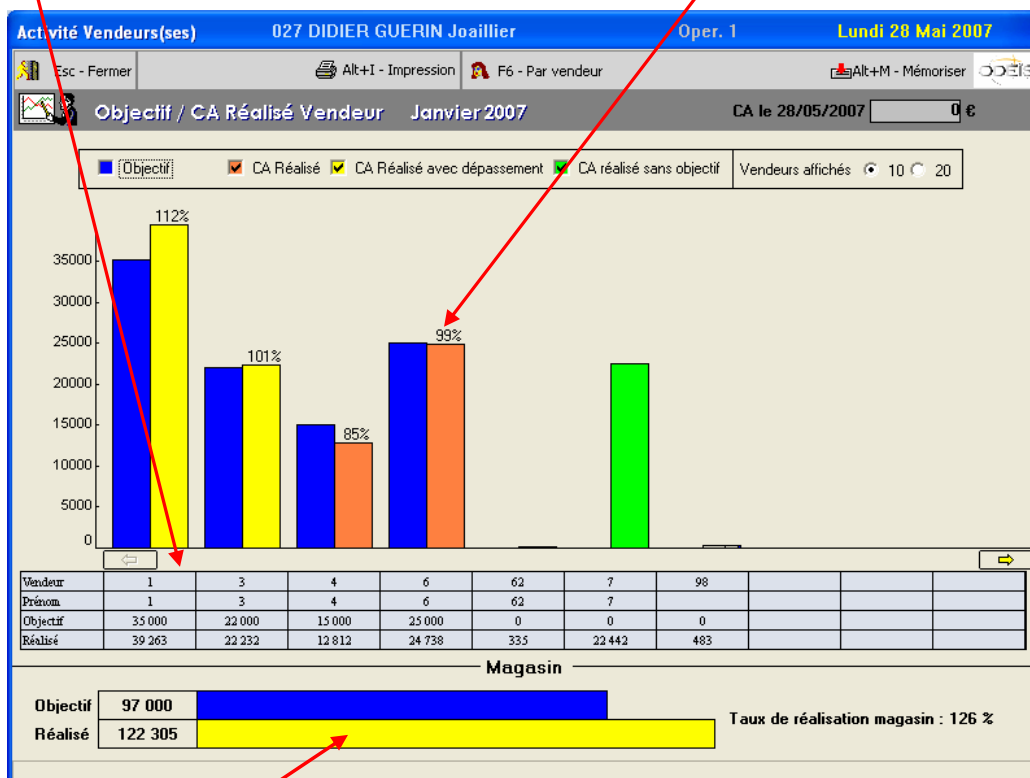 Activité Vendeurs(ses) 027 DIDIER GUERIN Joaillier Oper. 1 Lundi 28 Mai 2007
Esc - Fermer Alt+I - Impression F6 - Par vendeur Alt+M - Mémoriser
Objectif / CA Réalisé Vendeur Janvier 2007 CA le 28/05/2007 0 €
Objectif CA Réalisé CA Réalisé avec dépassement CA réalisé sans objectif Vendeurs affichés 10 20
112%
35000
30000
25000
99%
101%
20000
15000
85%
10000
5000
0
Vendeur 1 3 4 6 62 7 98
Prénom 1 3 4 6 62 7
Objectif 35 000 22 000 15 000 25 000 0 0 0
Réalisé 39 263 22 232 12 812 24 738 335 22 442 483
Magasin
Objectif 97 000
Taux de réalisation magasin : 126 %
Réalisé 122 305